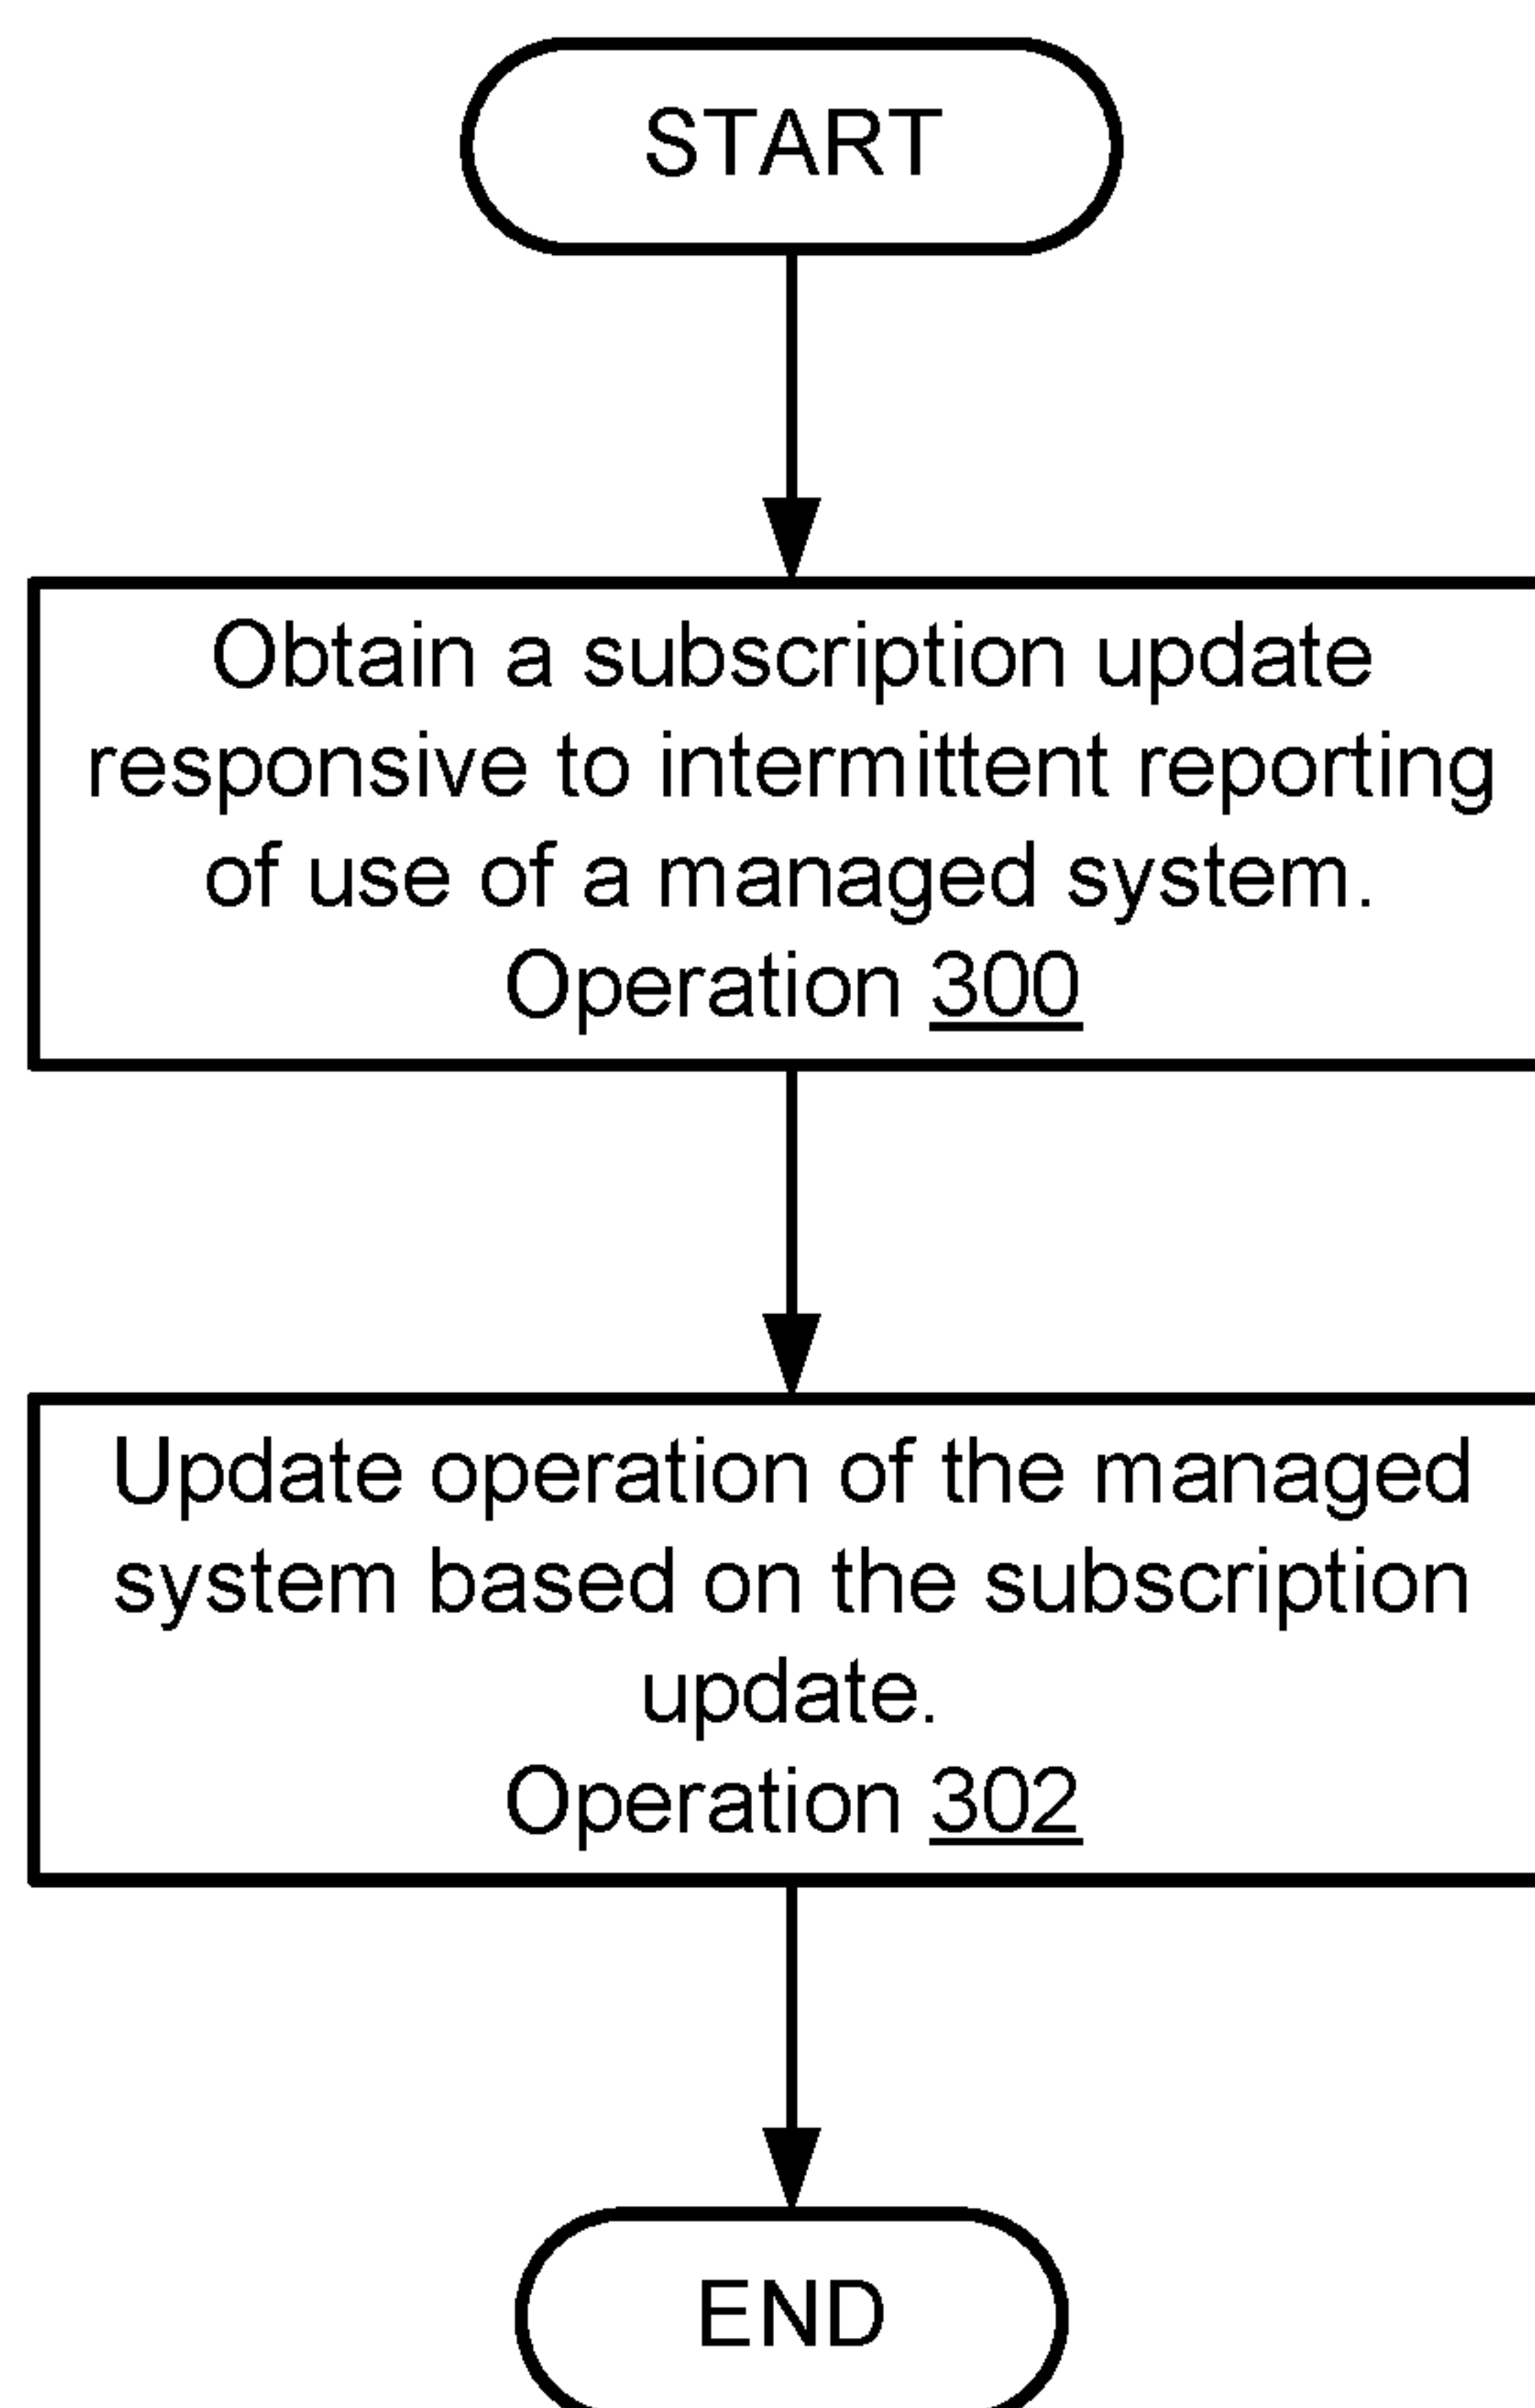 START
Obtain a subscription update
responsive to intermittent reporting
of use of a managed system.
Operation 300
Update operation of the managed
system based on the subscription
update.
Operation 302
END